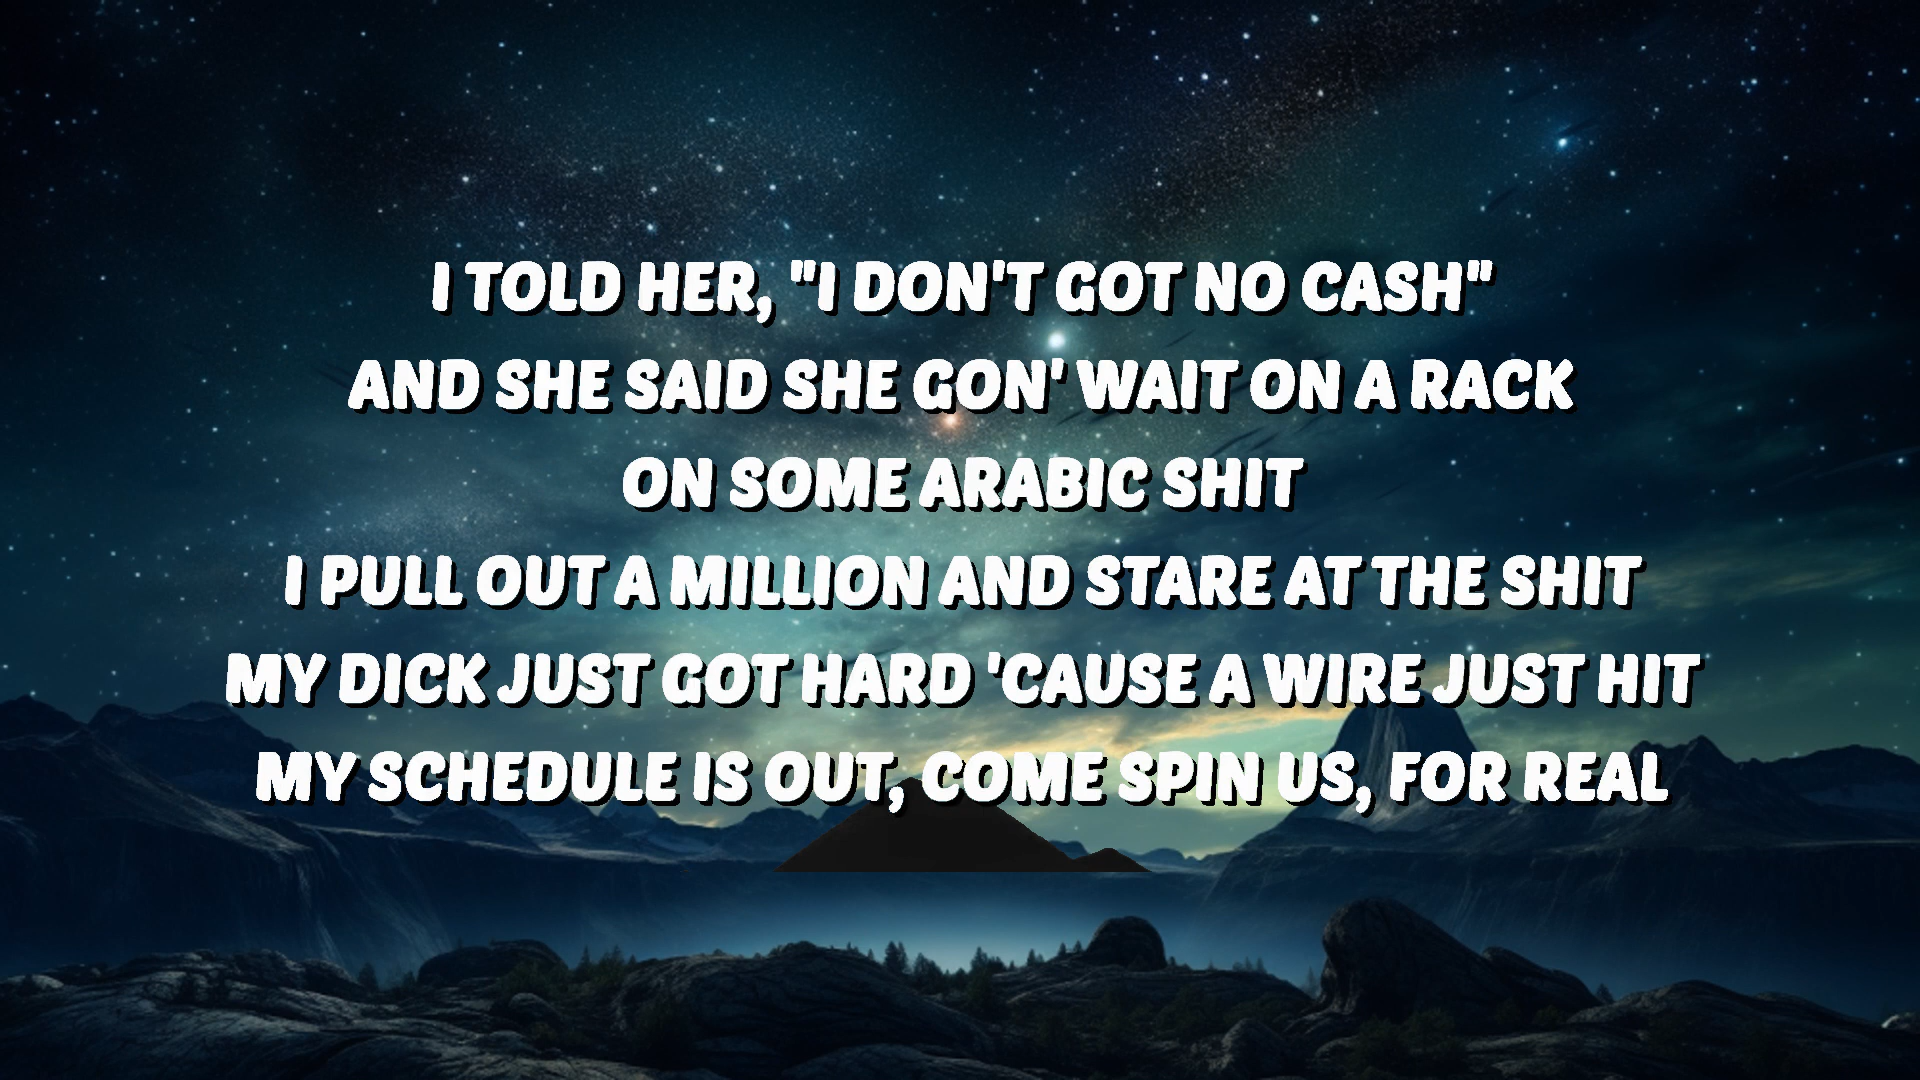 I TOLD HER, "I DON'T GOT NO CASH"
AND SHE SAID SHE GON' WAIT ON A RACK
ON SOME ARABIC SHIT
I PULL OUT A MILLION AND STARE AT THE SHIT
MY DICK JUST GOT HARD 'CAUSE A WIRE JUST HIT
MY SCHEDULE IS OUT, COME SPIN US, FOR REAL